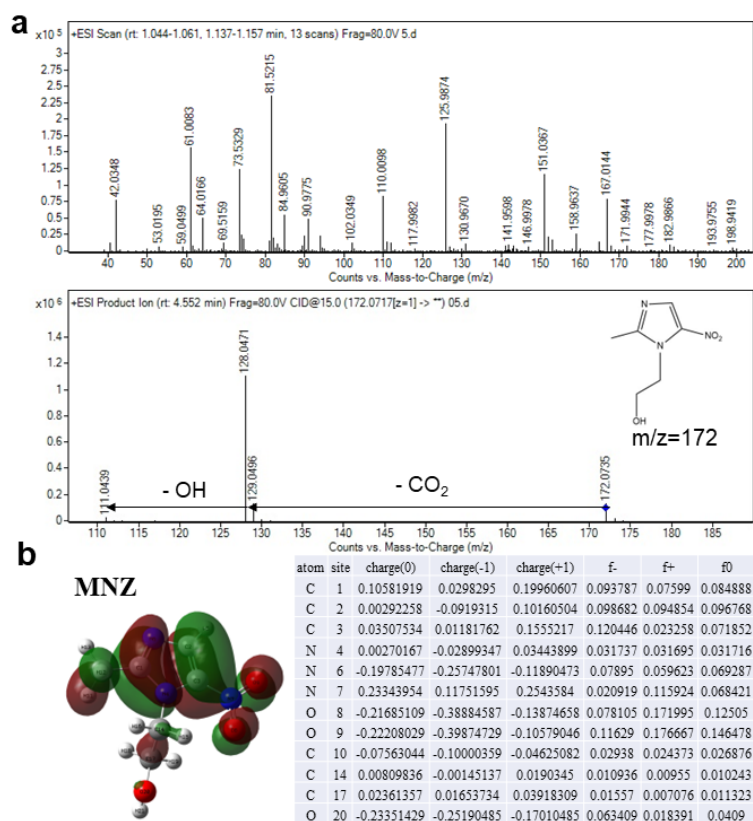 a
+ESI Scan (rt: 1.044-1.061, 1.137-1.157 min, 13 scans) Frag=80.0V 5.d
x10 5
3
2.5
2
1.5
1
0.5
0
42.0348
53.0195
59.0499
61.0083
64.0166
69.5159
73.5329
81.5215
84.9605
90.9775
102.0349
110.0098
117.9982
125.9874
130.9670
141.9598
146.9978
151.0367
158.9637
167.0144
171.9944
177.9978
182.9866
193.9755
198.9419
40 50 60 70 80 90 100 110 120 130 140 150 160 170 180 190 200
Counts vs. Mass-to-Charge (m/z)
+ESI Product Ion (rt: 4.552 min) Frag=80.0V CID@15.0 (172.0717[z=1] -> **) 05.d
x10 6
1.4
1.2
1
0.8
0.6
0.4
0.2
0
111.0439
128.0471
129.0496
172.0735
- OH
- CO2
N
NO2
N
OH
m/z=172
110 115 120 125 130 135 140 145 150 155 160 165 170 175 180 185
Counts vs. Mass-to-Charge (m/z)
b
MNZ
atom site charge(0) charge(-1) charge(+1) f- f+ f0
C 1 0.10581919 0.0298295 0.19960607 0.093787 0.07599 0.084888
C 2 0.00292258 -0.0919315 0.10160504 0.098682 0.094854 0.096768
C 3 0.03507534 0.01181762 0.1555217 0.120446 0.023258 0.071852
N 4 0.00270167 -0.02899347 0.03443899 0.031737 0.031695 0.031716
N 6 -0.19785477 -0.25747801 -0.11890473 0.07895 0.059623 0.069287
N 7 0.23343954 0.11751595 0.2543584 0.020919 0.115924 0.068421
O 8 -0.21685109 -0.38884587 -0.13874658 0.078105 0.171995 0.12505
O 9 -0.22208029 -0.39874729 -0.10579046 0.11629 0.176667 0.146478
C 10 -0.07563044 -0.10000359 -0.04625082 0.02938 0.024373 0.026876
C 14 0.00809836 -0.00145137 0.0190345 0.010936 0.00955 0.010243
C 17 0.02361357 0.01653734 0.03918309 0.01557 0.007076 0.011323
O 20 -0.23351429 -0.25190485 -0.17010485 0.063409 0.018391 0.0409